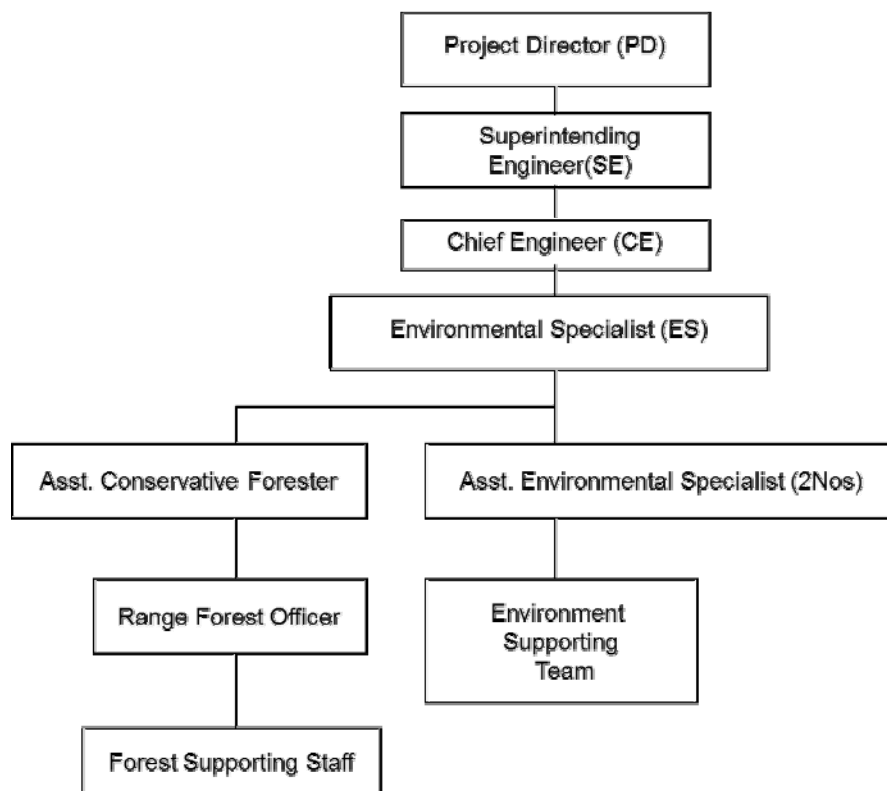 Project Director (PD)
Superintending
Engineer(SE)
Chief Engineer (CE)
Environmental Specialist (ES)
Asst. Conservative Forester
Asst. Environmental Specialist (2Nos)
Range Forest Officer
Environment
Supporting
Team
Forest Supporting Staff